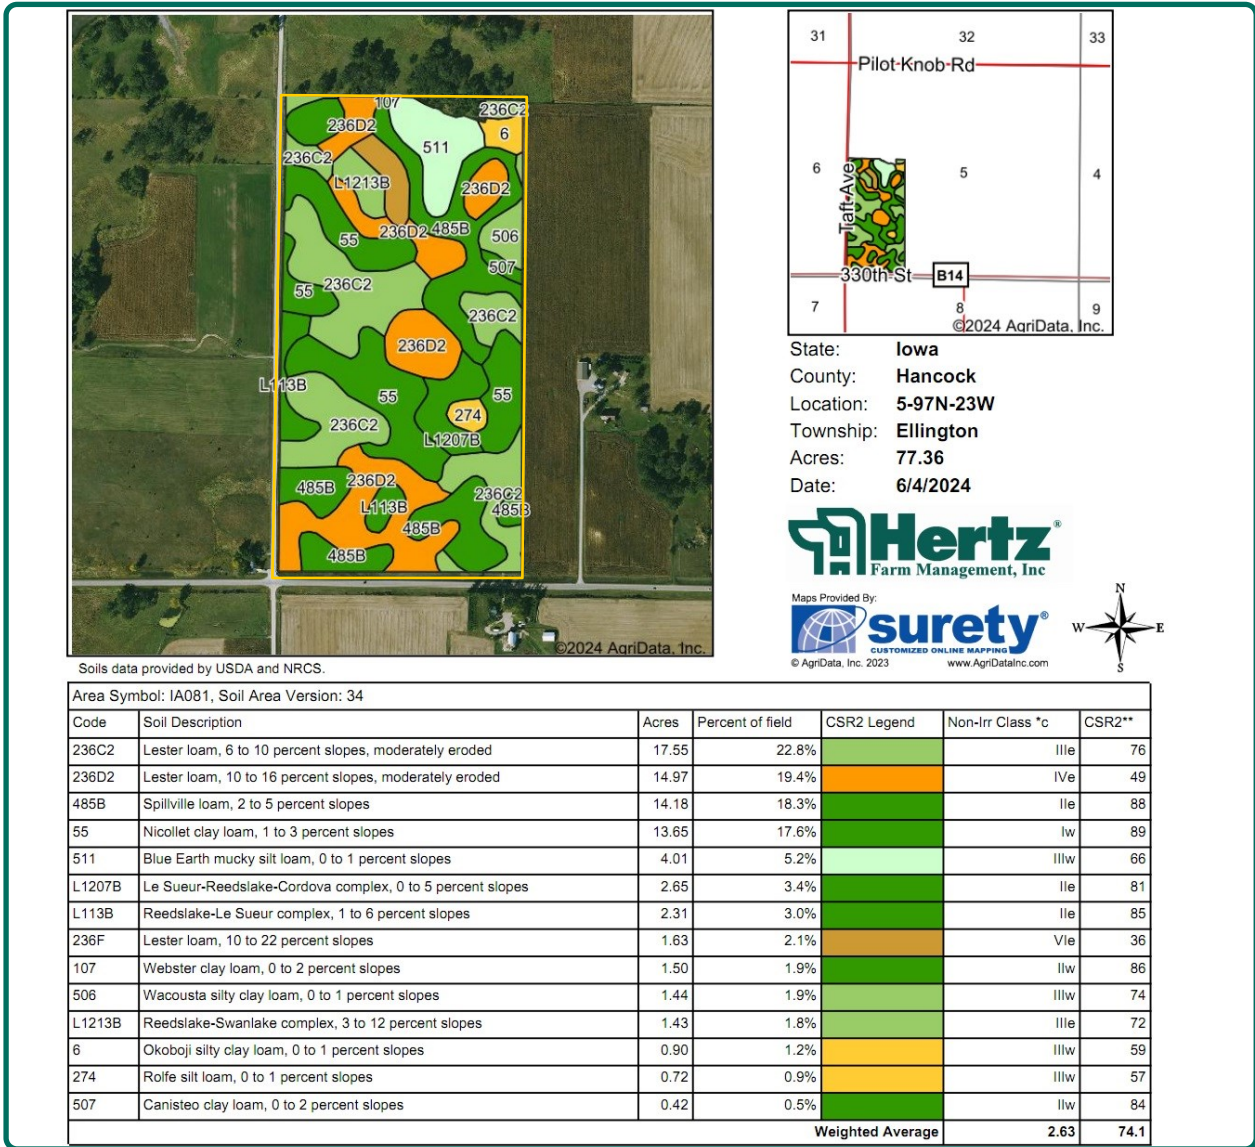 107
236C2
236D2
6
511
236C2
L1213B
236D2
236D2
485B
506
55
507
55
236C2
236C2
236D2
L113B
55
55
274
236C2
L1207B
236D2
485B
236C2
L113B
485B
485B
485B
©2024 AgriData, Inc.
Soils data provided by USDA and NRCS.
31
32
33
Pilot-Knob-Rd
6
5
4
Taft-Ave
330th-St
B14
7
8
9
©2024 AgriData, Inc.
State: Iowa
County: Hancock
Location: 5-97N-23W
Township: Ellington
Acres: 77.36
Date: 6/4/2024
Hertz®
Farm Management, Inc
Maps Provided By:
surety®
CUSTOMIZED ONLINE MAPPING
© AgriData, Inc. 2023 www.AgriDataInc.com
N
W E
S
Area Symbol: IA081, Soil Area Version: 34
Code Soil Description Acres Percent of field CSR2 Legend Non-Irr Class *c CSR2**
236C2 Lester loam, 6 to 10 percent slopes, moderately eroded 17.55 22.8% IIIe 76
236D2 Lester loam, 10 to 16 percent slopes, moderately eroded 14.97 19.4% IVe 49
485B Spillville loam, 2 to 5 percent slopes 14.18 18.3% IIe 88
55 Nicollet clay loam, 1 to 3 percent slopes 13.65 17.6% Iw 89
511 Blue Earth mucky silt loam, 0 to 1 percent slopes 4.01 5.2% IIIw 66
L1207B Le Sueur-Reedslake-Cordova complex, 0 to 5 percent slopes 2.65 3.4% IIe 81
L113B Reedslake-Le Sueur complex, 1 to 6 percent slopes 2.31 3.0% IIe 85
236F Lester loam, 10 to 22 percent slopes 1.63 2.1% VIe 36
107 Webster clay loam, 0 to 2 percent slopes 1.50 1.9% IIw 86
506 Wacousta silty clay loam, 0 to 1 percent slopes 1.44 1.9% IIIw 74
L1213B Reedslake-Swanlake complex, 3 to 12 percent slopes 1.43 1.8% IIIe 72
6 Okoboji silty clay loam, 0 to 1 percent slopes 0.90 1.2% IIIw 59
274 Rolfe silt loam, 0 to 1 percent slopes 0.72 0.9% IIIw 57
507 Canisteo clay loam, 0 to 2 percent slopes 0.42 0.5% IIw 84
Weighted Average 2.63 74.1